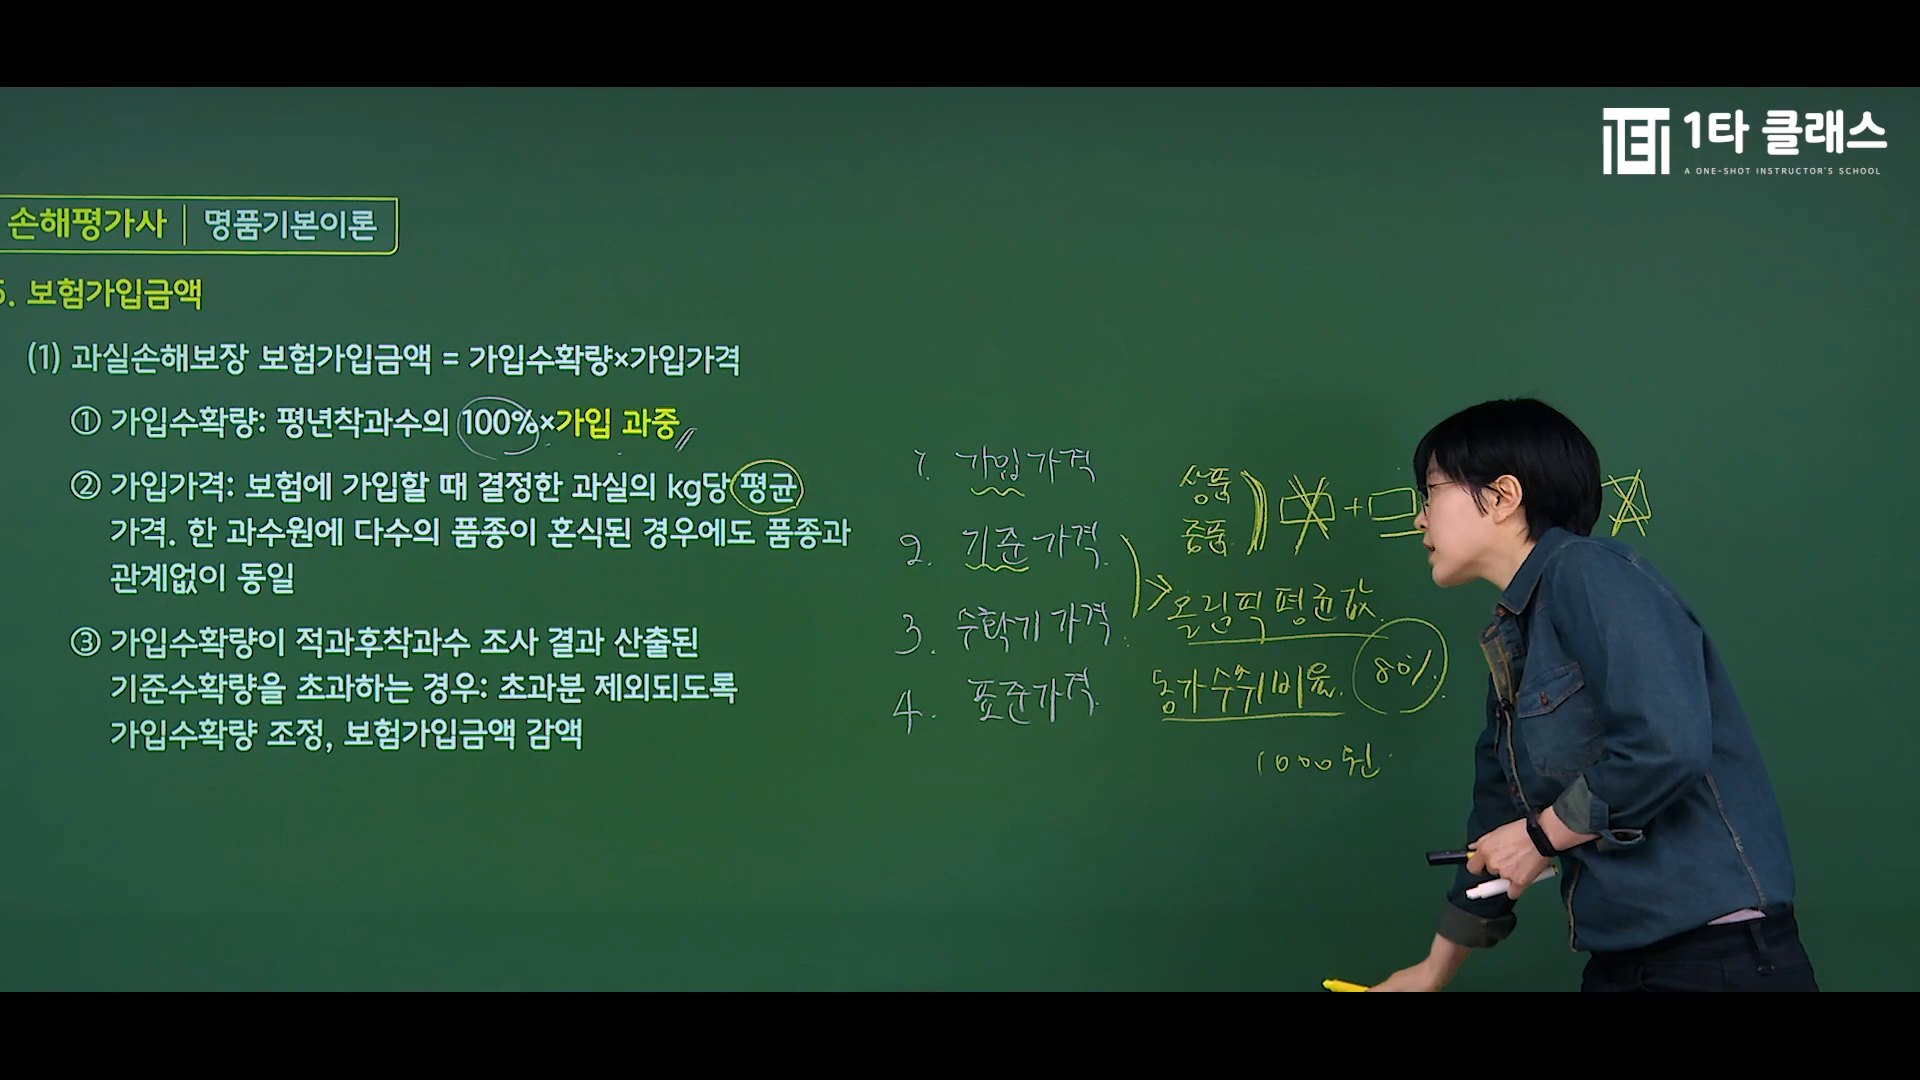 1타 클래스
A ONE-SHOT INSTRUCTOR'S SCHOOL
손해평가사 | 명품기본이론
5. 보험가입금액
(1) 과실손해보장 보험가입금액 = 가입수확량×가입가격
① 가입수확량: 평년착과수의 100%×가입 과중
② 가입가격: 보험에 가입할 때 결정한 과실의 kg당 평균
가격. 한 과수원에 다수의 품종이 혼식된 경우에도 품종과
관계없이 동일
③ 가입수확량이 적과후착과수 조사 결과 산출된
기준수확량을 초과하는 경우: 초과분 제외되도록
가입수확량 조정, 보험가입금액 감액
1. 가입가격
2. 기준가격
3. 수확기 가격
4. 표준가격
상품
중품
+
올림픽 평균값
농가수취비율 80%
1000원